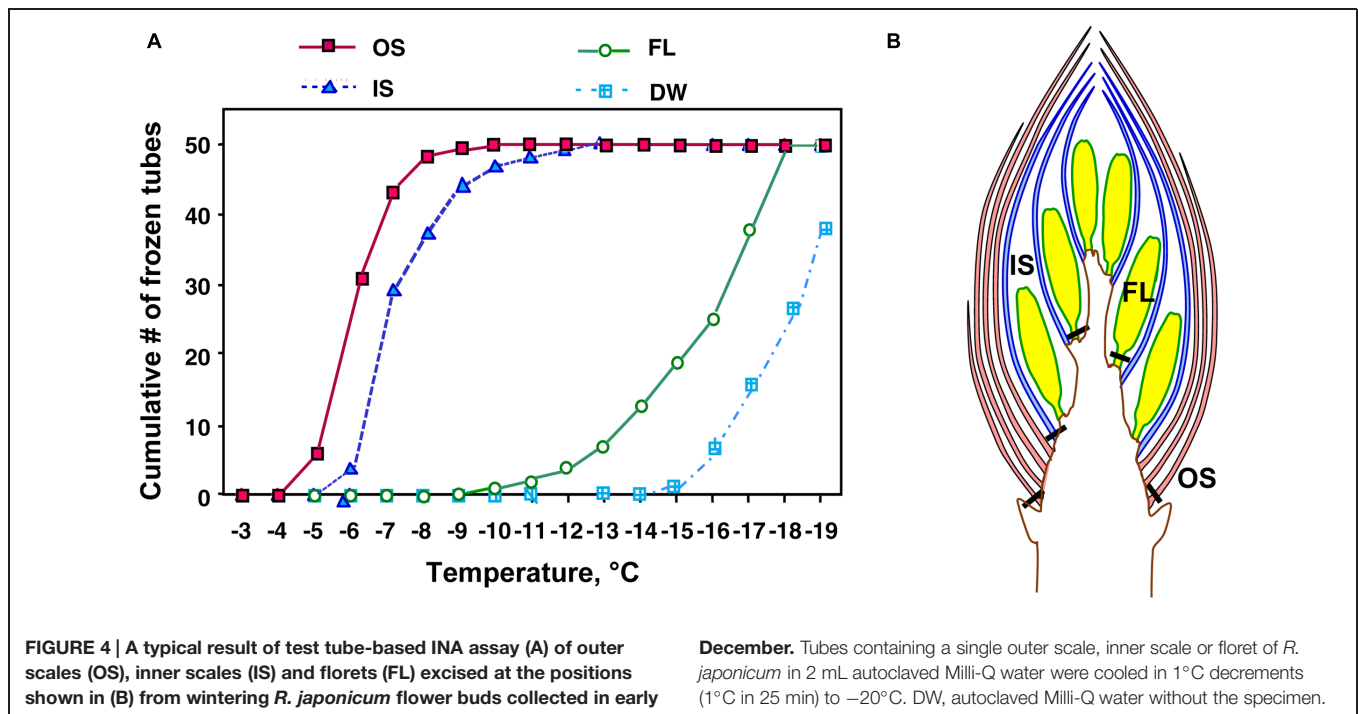 A
OS
FL
B
IS
DW
Cumulative # of frozen tubes
50
40
30
20
10
0
-3 -4 -5 -6 -7 -8 -9 -10 -11 -12 -13 -14 -15 -16 -17 -18 -19
Temperature, °C
IS
FL
OS
FIGURE 4 | A typical result of test tube-based INA assay (A) of outer
scales (OS), inner scales (IS) and florets (FL) excised at the positions
shown in (B) from wintering R. japonicum flower buds collected in early
December. Tubes containing a single outer scale, inner scale or floret of R.
japonicum in 2 mL autoclaved Milli-Q water were cooled in 1°C decrements
(1°C in 25 min) to −20°C. DW, autoclaved Milli-Q water without the specimen.